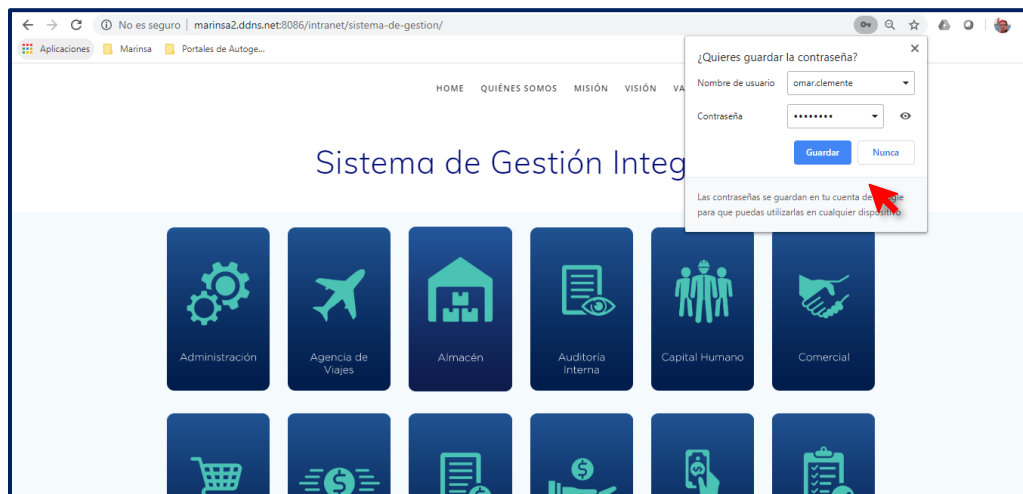 No es seguro | marinsa2.ddns.net:8086/intranet/sistema-de-gestion/
Aplicaciones Marinsa Portales de Autoge...
HOME QUIÉNES SOMOS MISIÓN VISIÓN
Sistema de Gestión Integ
¿Quieres guardar la contraseña?
Nombre de usuario omar.clemente
Contraseña ••••••••
Guardar Nunca
Las contraseñas se guardan en tu cuenta de
para que puedas utilizarlas en cualquier dispositivo
Administración
Agencia de
Viajes
Almacén
Auditoría
Interna
Capital Humano
Comercial